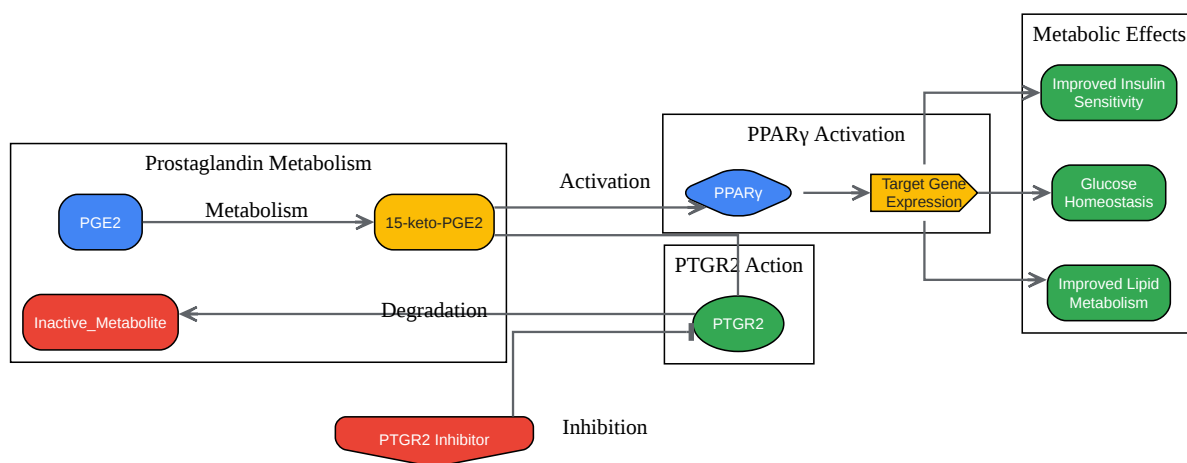 Metabolic Effects
Improved Insulin
Sensitivity
PPARγ Activation
Prostaglandin Metabolism
Activation
PPARγ
Target Gene
Expression
Glucose
Homeostasis
PGE2
Metabolism
15-keto-PGE2
PTGR2 Action
Improved Lipid
Metabolism
Inactive_Metabolite
Degradation
PTGR2
PTGR2 Inhibitor
Inhibition